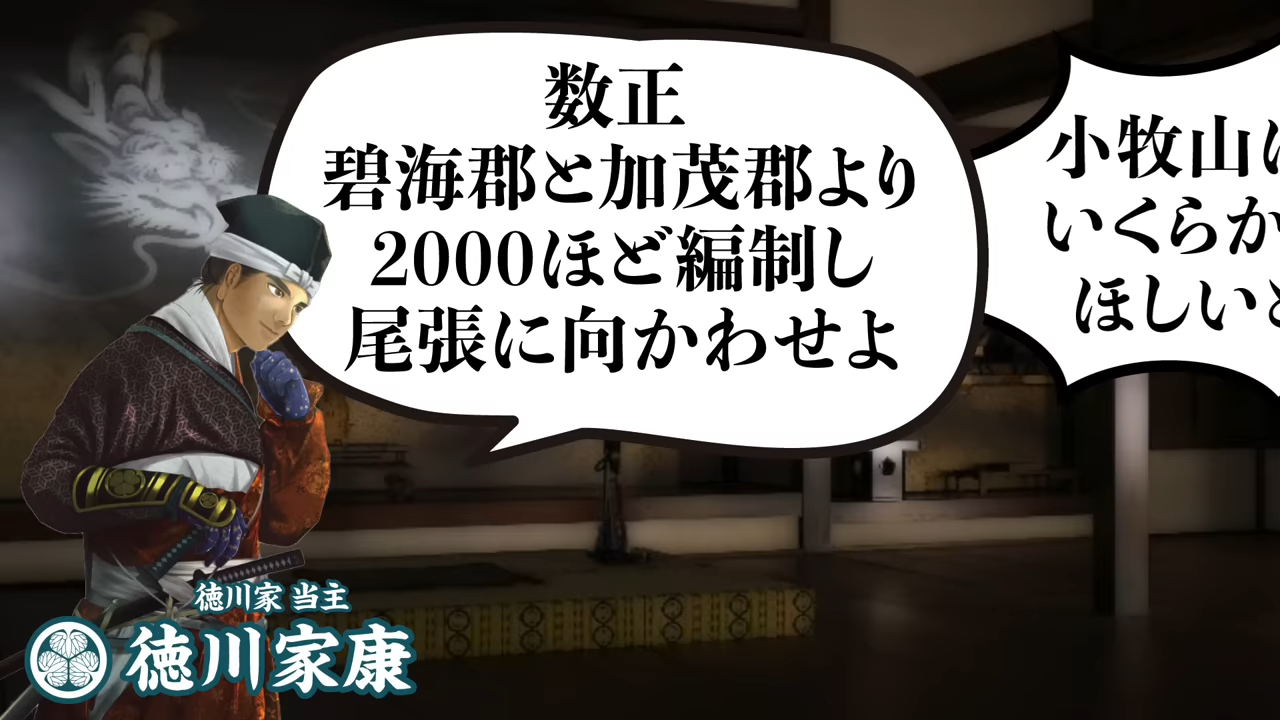 数正
碧海郡と加茂郡より
2000ほど編制し
尾張に向かわせよ
小牧山
いくらか
ほしい
徳川家 当主
徳川家康